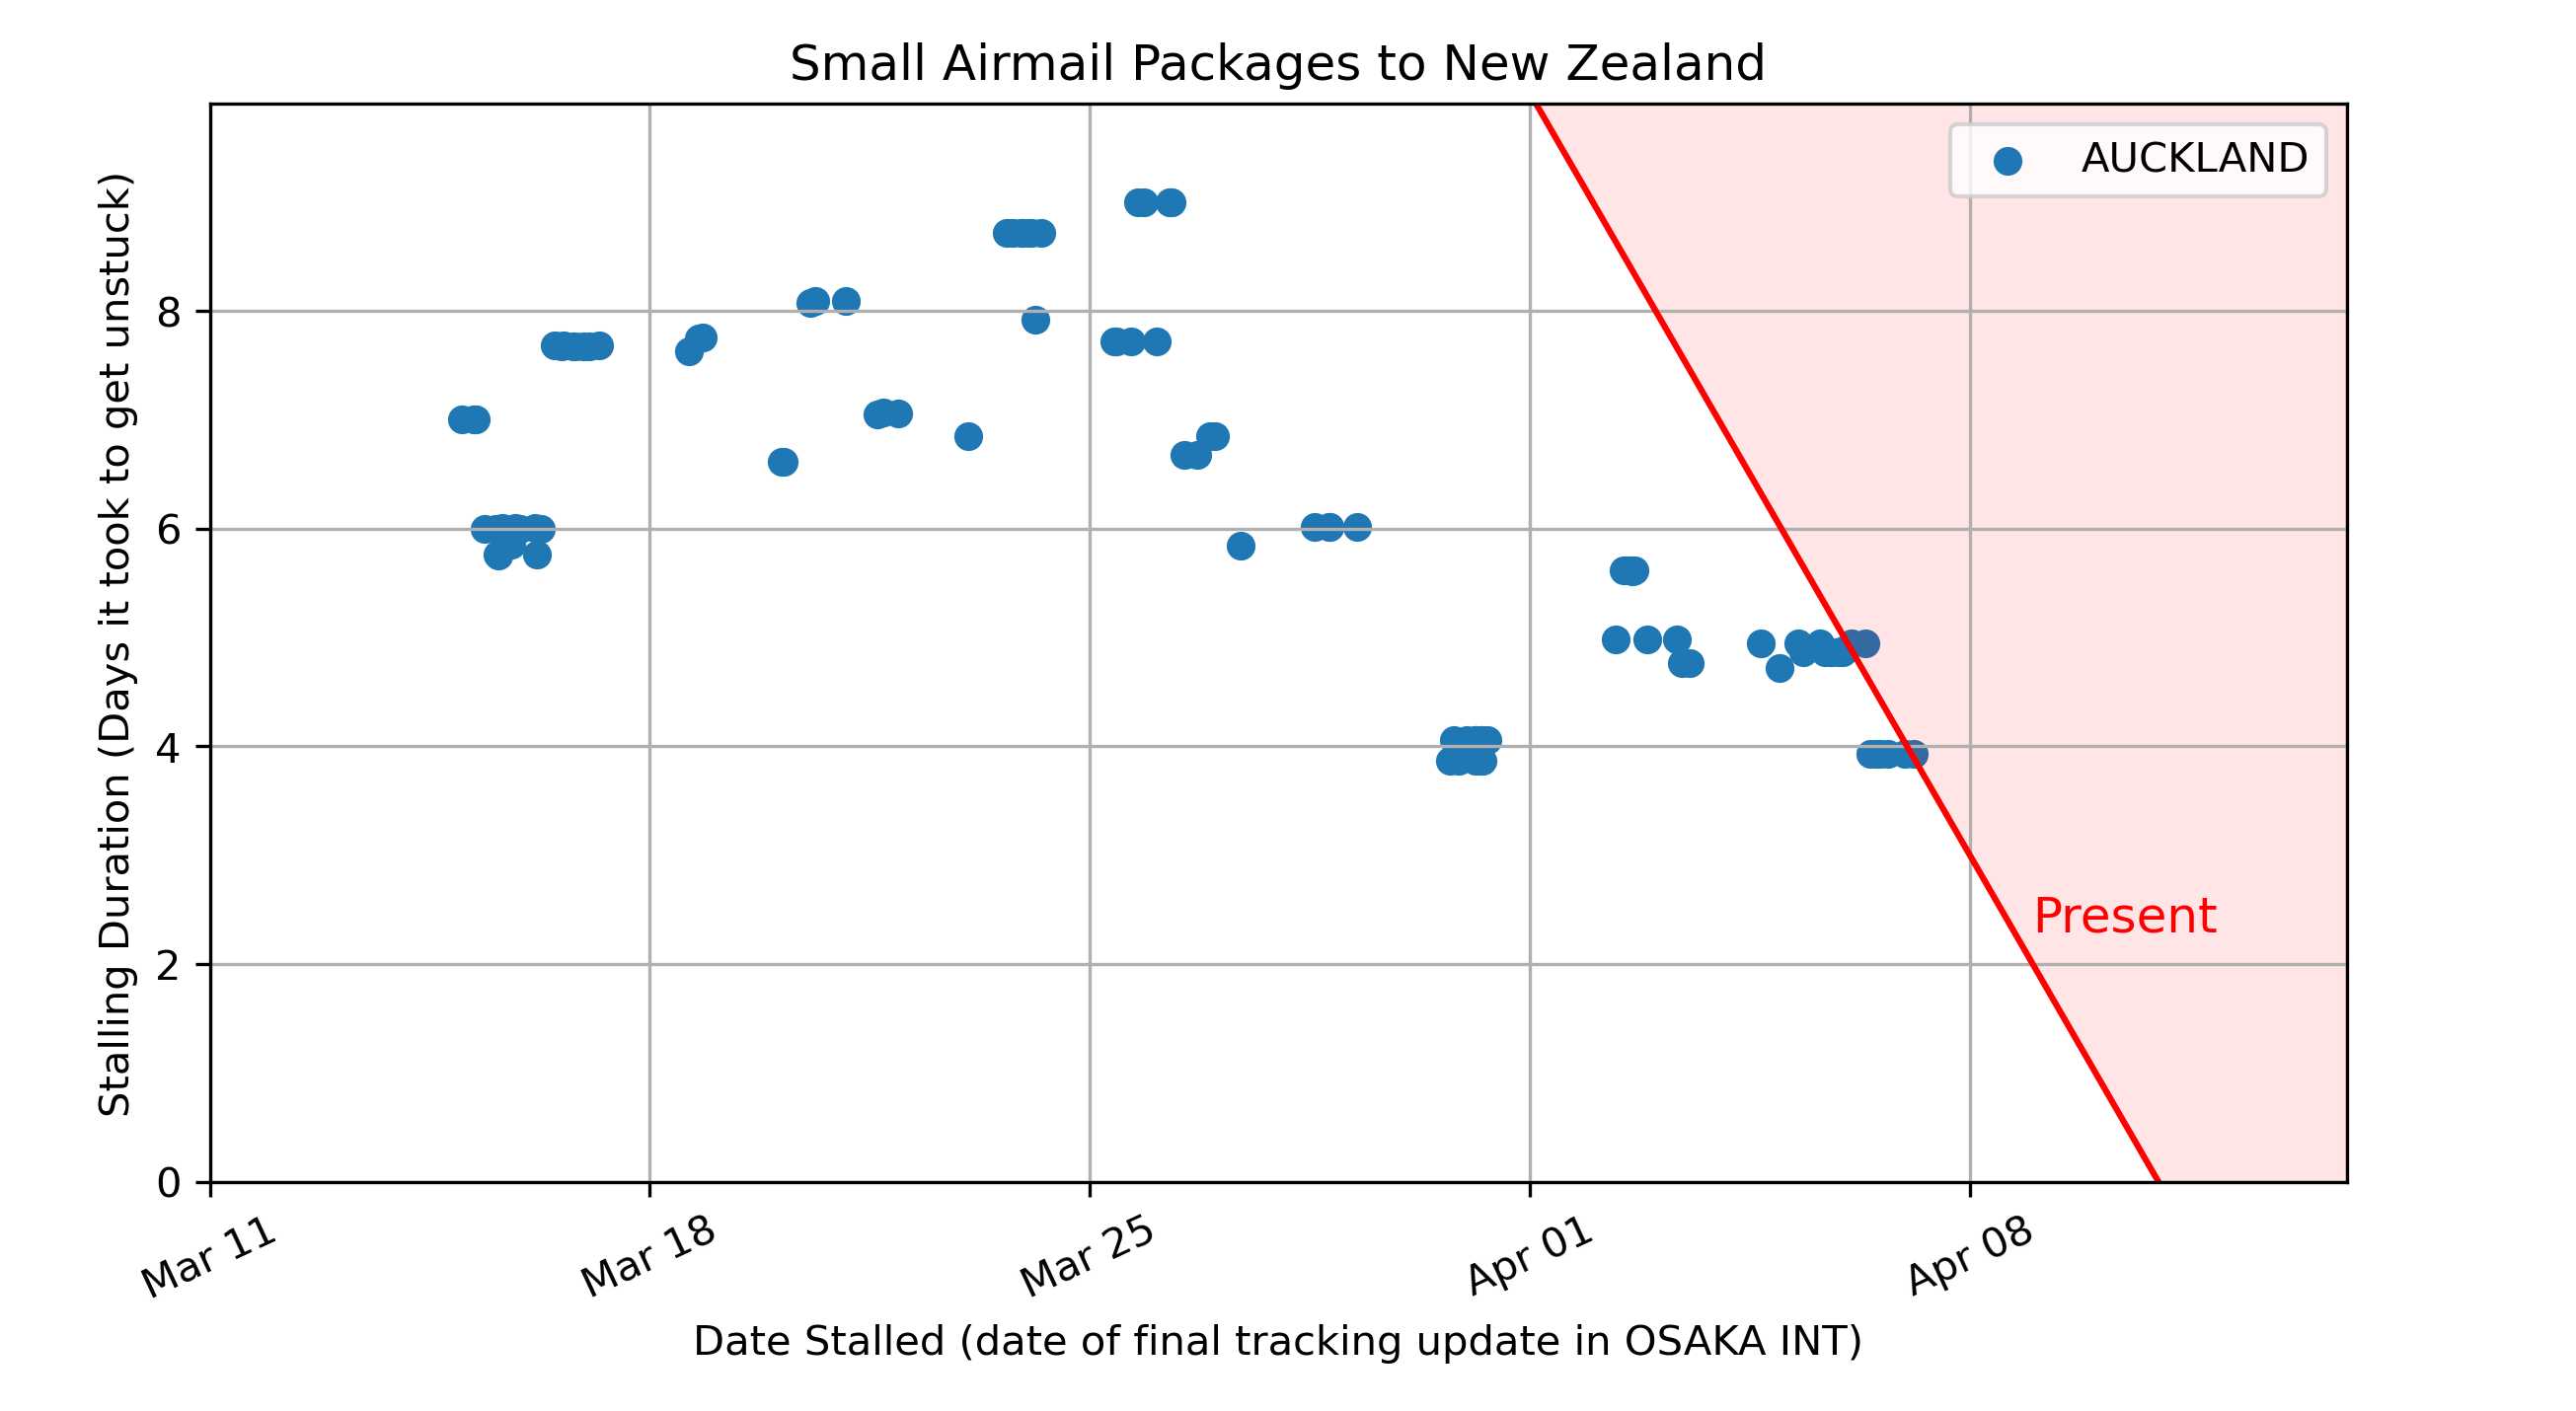 Small Airmail Packages to New Zealand
AUCKLAND
Stalling Duration (Days it took to get unstuck)
8
6
4
2
0
Present
Mar 11
Mar 18
Mar 25
Apr 01
Apr 08
Date Stalled (date of final tracking update in OSAKA INT)